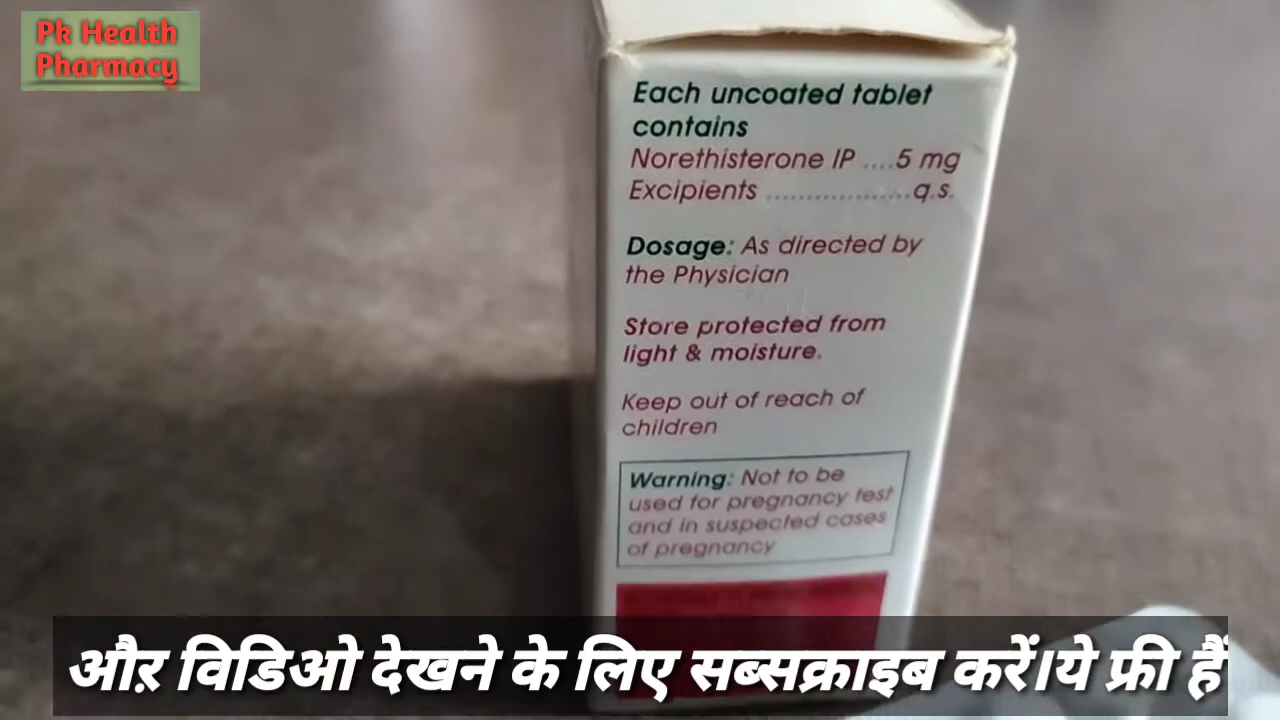 Pk Health
Pharmacy
Each uncoated tablet
contains
Norethisterone IP ....5 mg
Excipients ...................q.s.
Dosage: As directed by
the Physician
Store protected from
light & moisture.
Keep out of reach of
children
Warning: Not to be
used for pregnancy test
and in suspected cases
of pregnancy
औऱ विडिओ देखने के लिए सब्सक्राइब करें।ये फ्री हैं